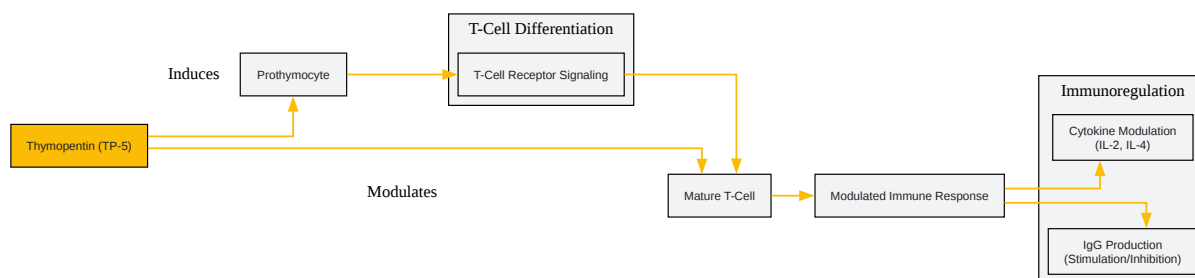 T-Cell Differentiation
Induces
Prothymocyte
T-Cell Receptor Signaling
Immunoregulation
Cytokine Modulation
(IL-2, IL-4)
Thymopentin (TP-5)
Modulates
Mature T-Cell
Modulated Immune Response
IgG Production
(Stimulation/Inhibition)